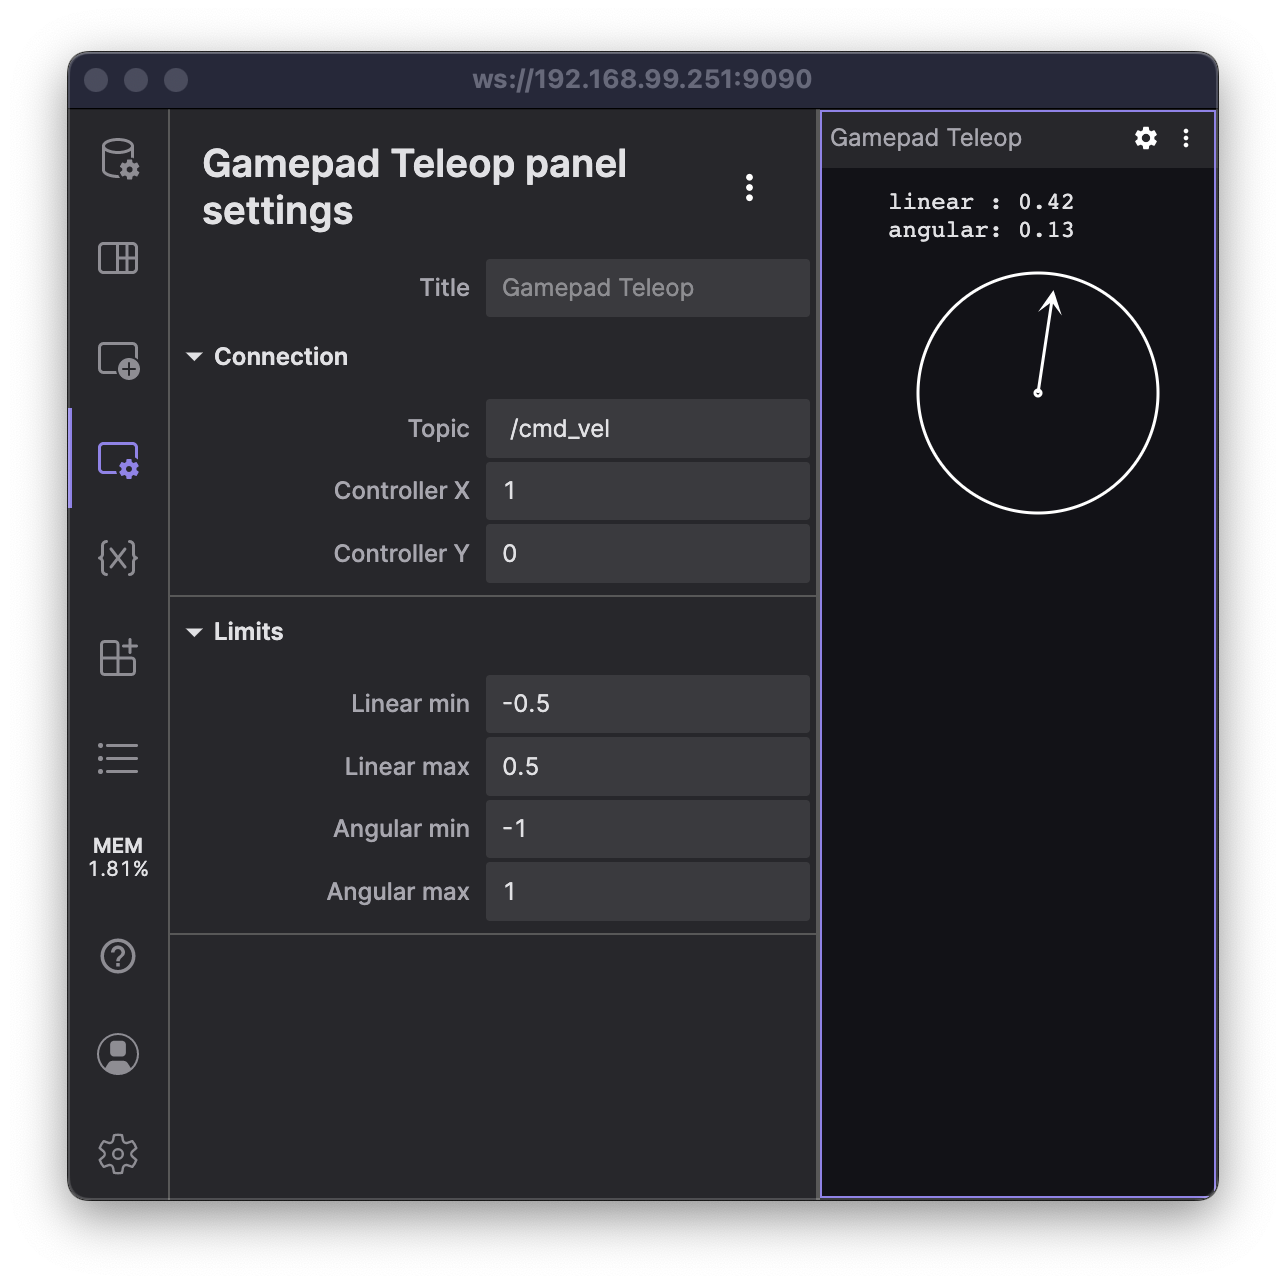 ws://192.168.99.251:9090
MEM
1.81%
Gamepad Teleop panel
settings
Title Gamepad Teleop
Connection
Topic /cmd_vel
Controller X 1
Controller Y 0
Limits
Linear min -0.5
Linear max 0.5
Angular min -1
Angular max 1
Gamepad Teleop
linear : 0.42
angular: 0.13